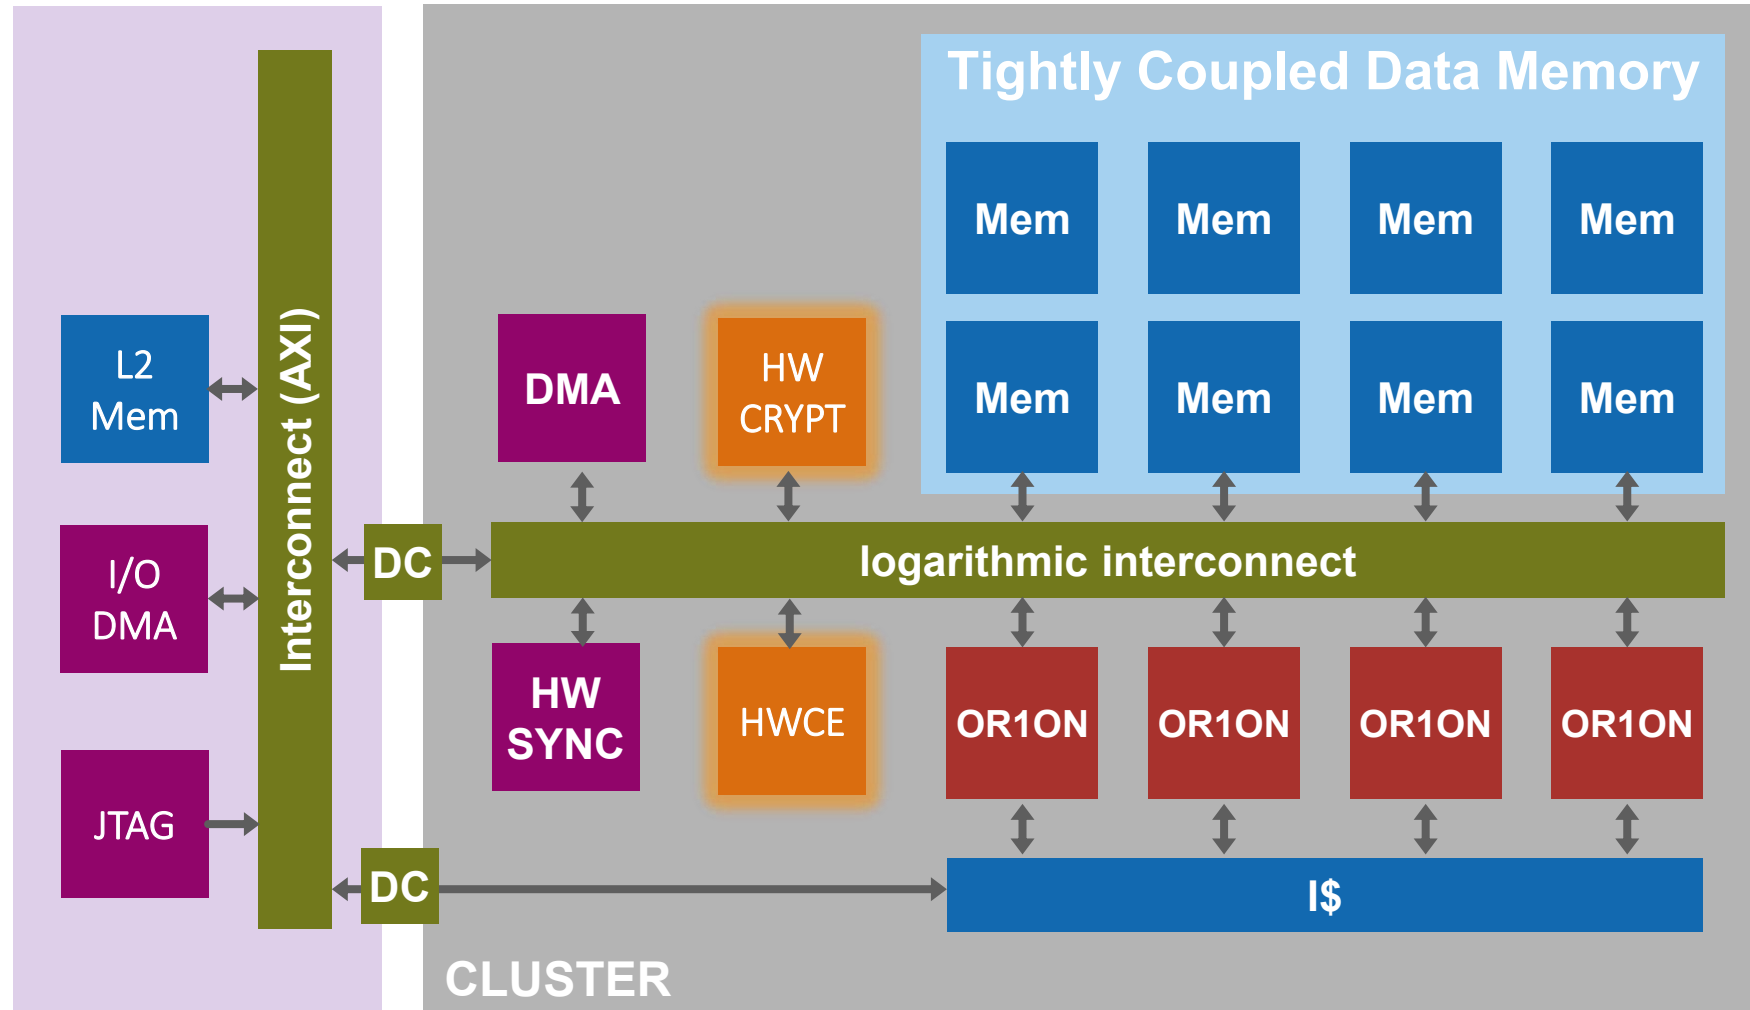 Tightly Coupled Data Memory
Mem Mem Mem Mem
Mem Mem Mem Mem
L2
Mem
I/O
DMA
JTAG
Interconnect (AXI)
DMA
HW
CRYPT
DC
logarithmic interconnect
HW
SYNC
HWCE
OR1ON OR1ON OR1ON OR1ON
DC
I$
CLUSTER